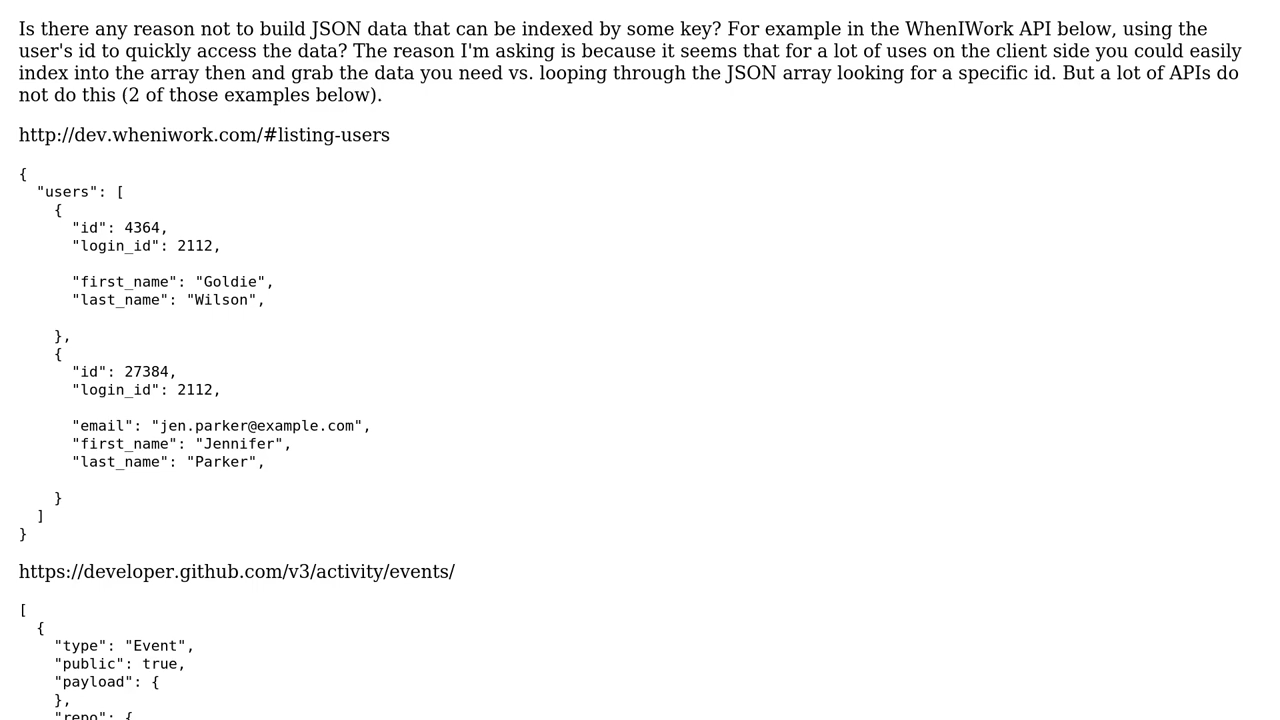 Is there any reason not to build JSON data that can be indexed by some key? For example in the WhenIWork API below, using the
user's id to quickly access the data? The reason I'm asking is because it seems that for a lot of uses on the client side you could easily
index into the array then and grab the data you need vs. looping through the JSON array looking for a specific id. But a lot of APIs do
not do this (2 of those examples below).
http://dev.wheniwork.com/#listing-users
{
  "users": [
    {
      "id": 4364,
      "login_id": 2112,
      "first_name": "Goldie",
      "last_name": "Wilson",
    },
    {
      "id": 27384,
      "login_id": 2112,
      "email": "jen.parker@example.com",
      "first_name": "Jennifer",
      "last_name": "Parker",
    }
  ]
}
https://developer.github.com/v3/activity/events/
[
  {
    "type": "Event",
    "public": true,
    "payload": {
    },
    "repo": {